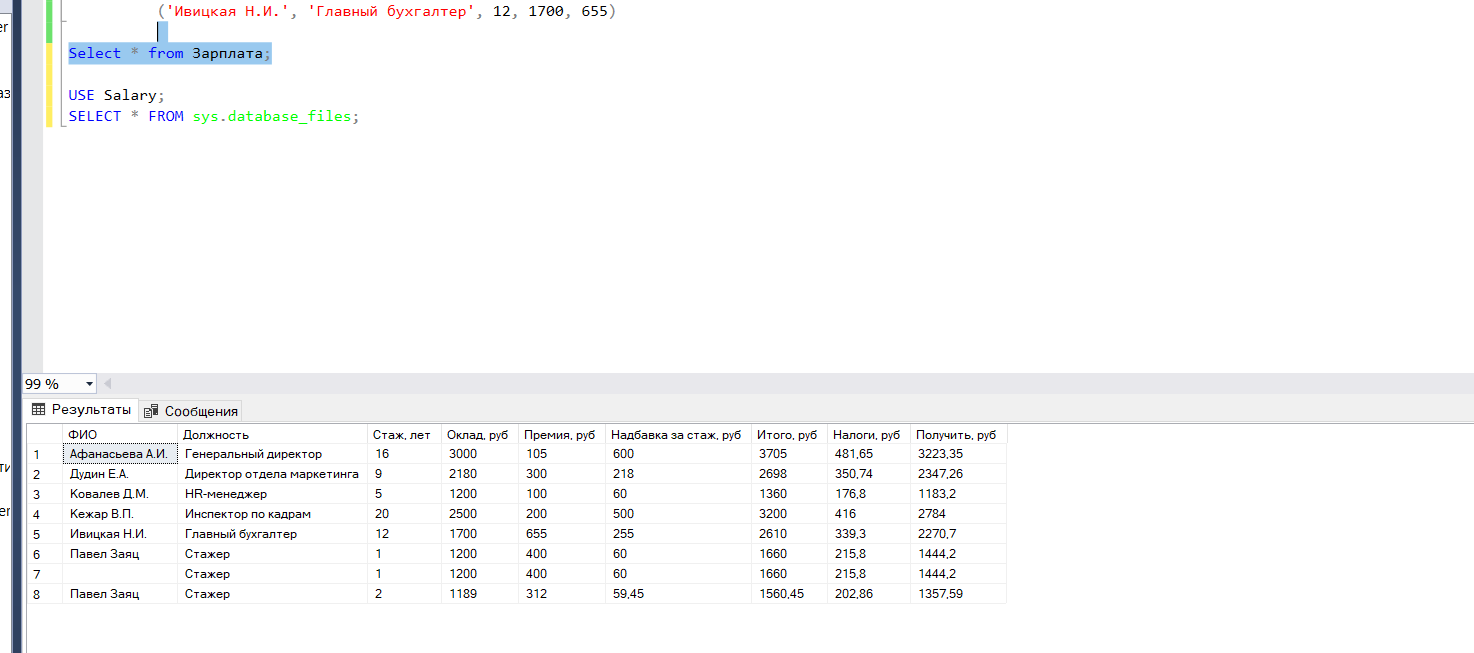 ('Ивицкая Н.И.', 'Главный бухгалтер', 12, 1700, 655)
er
Select * from Зарплата;
аз
USE Salary;
SELECT * FROM sys.database_files;
99 %
Результаты Сообщения
ФИО Должность Стаж, лет Оклад, руб Премия, руб Надбавка за стаж, руб Итого, руб Налоги, руб Получить, руб
1 Афанасьева А.И. Генеральный директор 16 3000 105 600 3705 481,65 3223,35
ти
2 Дудин Е.А. Директор отдела маркетинга 9 2180 300 218 2698 350,74 2347,26
3 Ковалев Д.М. HR-менеджер 5 1200 100 60 1360 176,8 1183,2
er
4 Кежар В.П. Инспектор по кадрам 20 2500 200 500 3200 416 2784
5 Ивицкая Н.И. Главный бухгалтер 12 1700 655 255 2610 339,3 2270,7
6 Павел Заяц Стажер 1 1200 400 60 1660 215,8 1444,2
7 Стажер 1 1200 400 60 1660 215,8 1444,2
8 Павел Заяц Стажер 2 1189 312 59,45 1560,45 202,86 1357,59